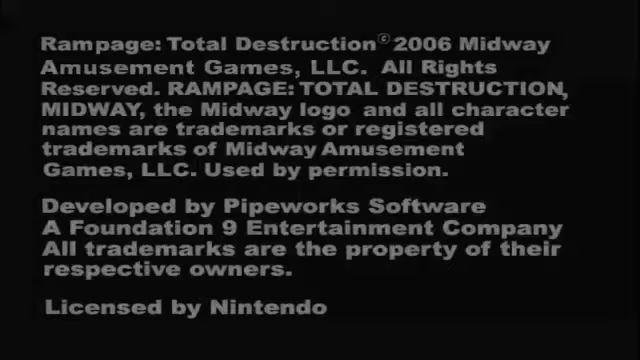 Rampage: Total Destruction© 2006 Midway
Amusement Games, LLC. All Rights
Reserved. RAMPAGE: TOTAL DESTRUCTION,
MIDWAY, the Midway logo and all character
names are trademarks or registered
trademarks of Midway Amusement
Games, LLC. Used by permission.
Developed by Pipeworks Software
A Foundation 9 Entertainment Company
All trademarks are the property of their
respective owners.
Licensed by Nintendo